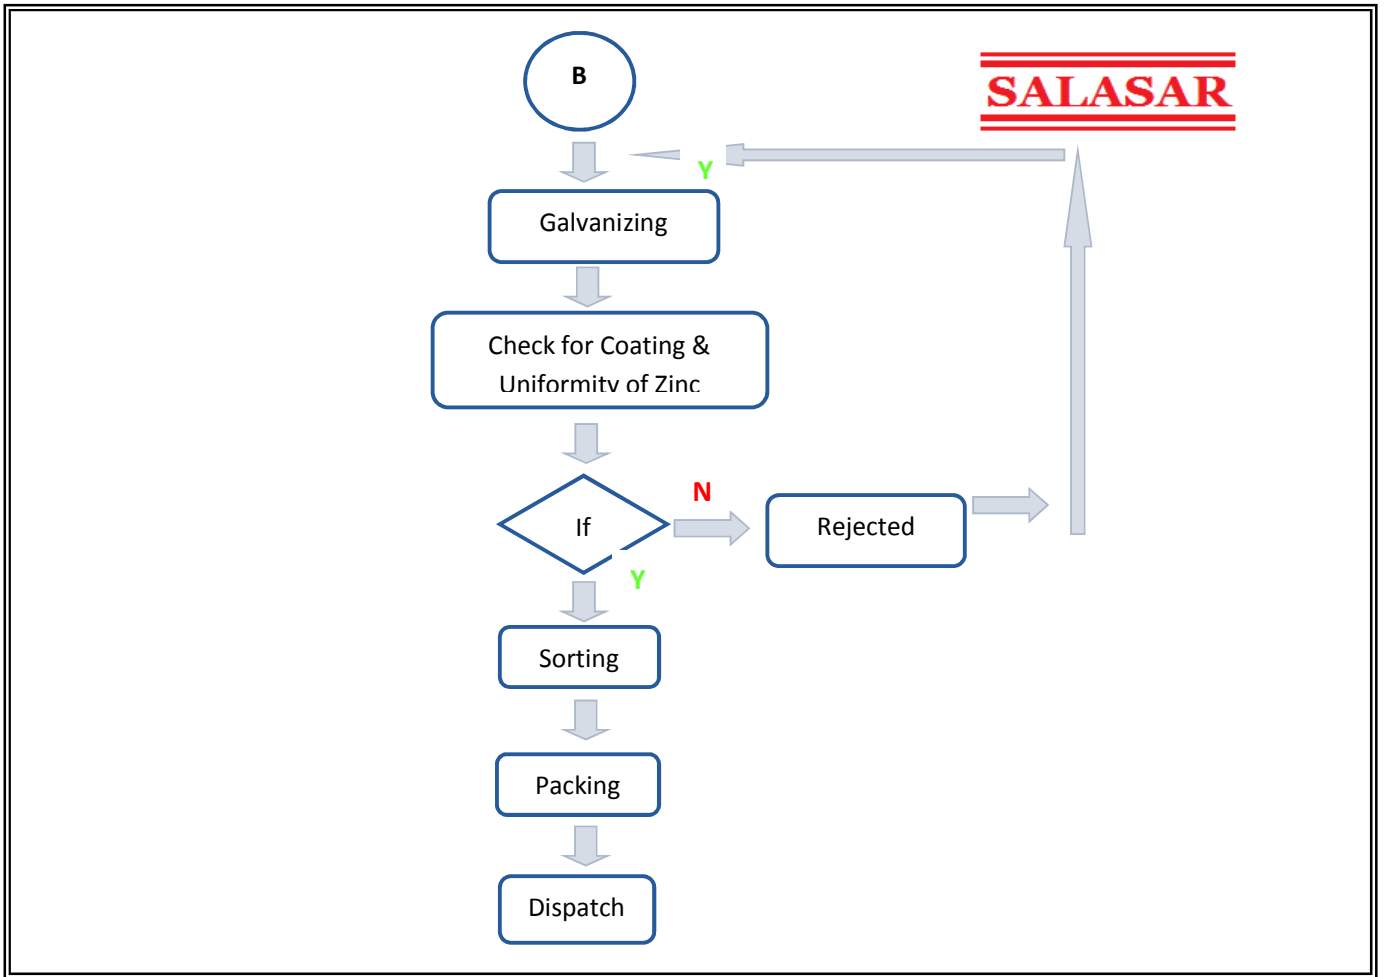 B
SALASAR
Y
Galvanizing
Check for Coating &
Uniformity of Zinc
N
If
Rejected
Y
Sorting
Packing
Dispatch